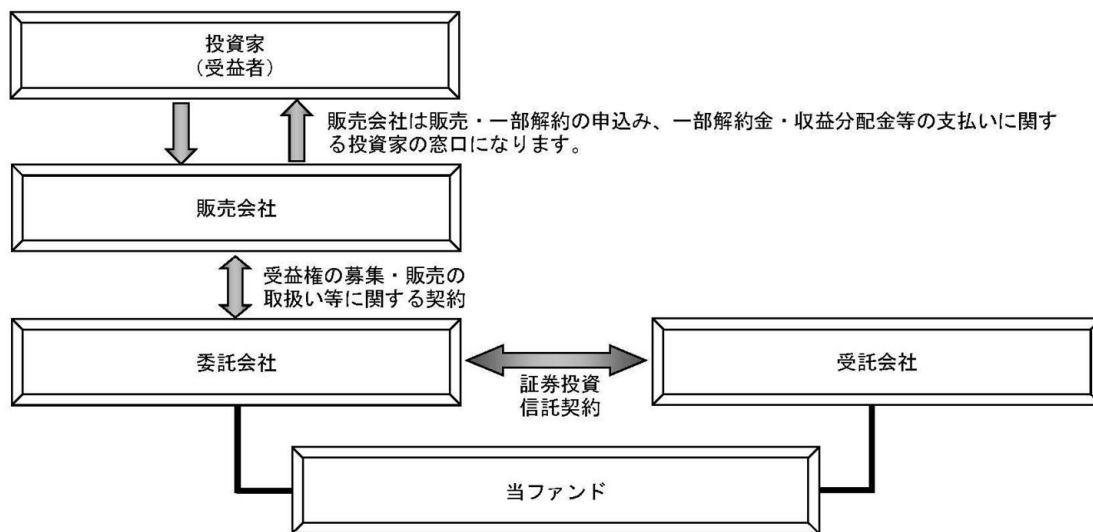 投資家
（受益者）
販売会社は販売・一部解約の申込み、一部解約金・収益分配金等の支払いに関す
る投資家の窓口になります。
販売会社
受益権の募集・販売の
取扱い等に関する契約
委託会社
受託会社
証券投資
信託契約
当ファンド